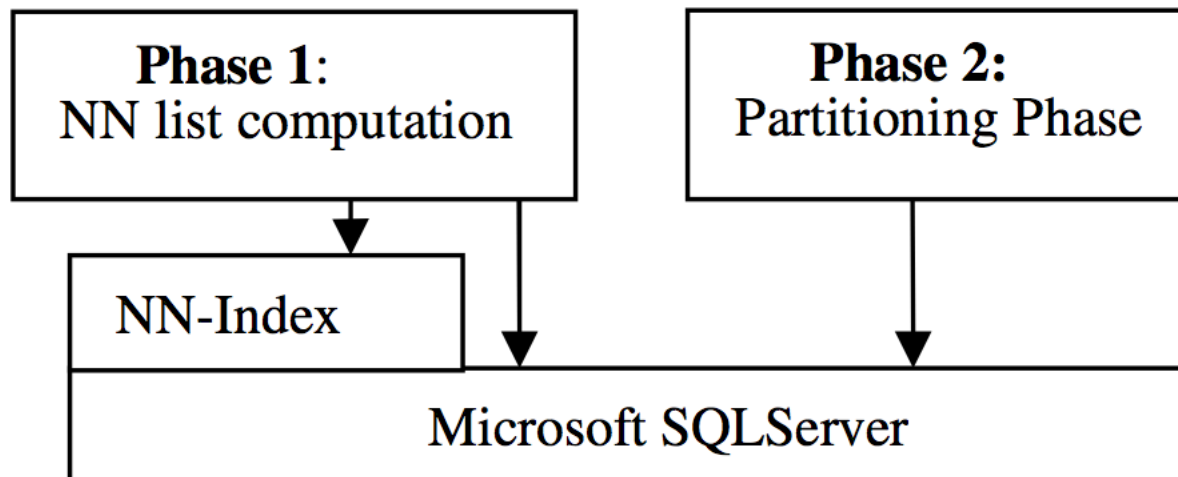 Phase 1:
NN list computation
Phase 2:
Partitioning Phase
NN-Index
Microsoft SQLServer